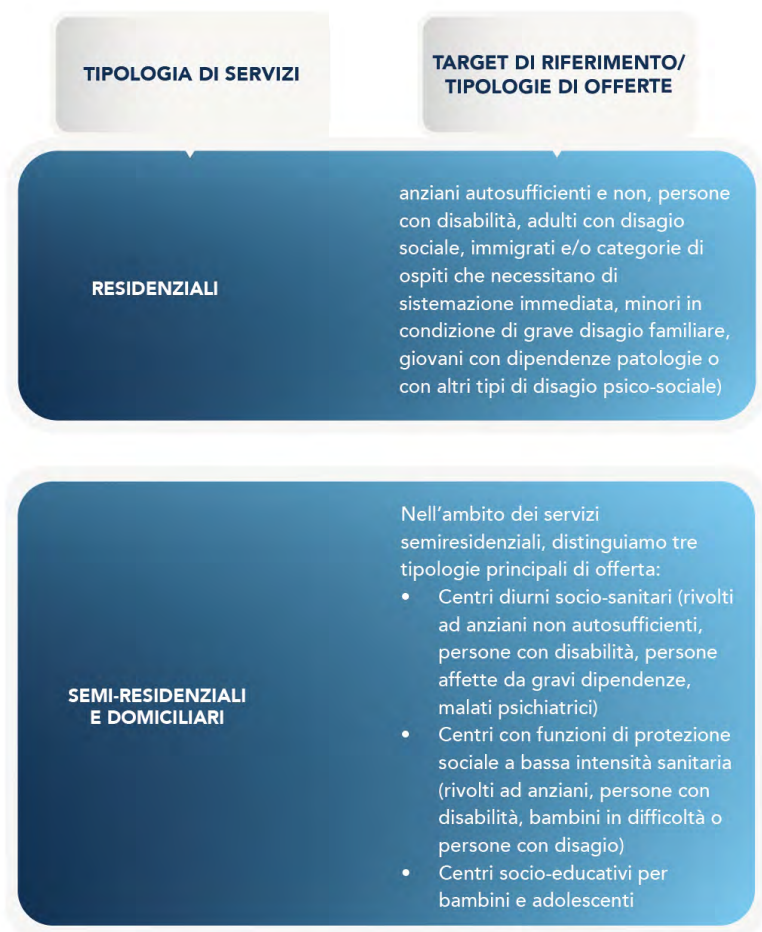 TIPOLOGIA DI SERVIZI
TARGET DI RIFERIMENTO/
TIPOLOGIE DI OFFERTE
RESIDENZIALI
anziani autosufficienti e non, persone
con disabilità, adulti con disagio
sociale, immigrati e/o categorie di
ospiti che necessitano di
sistemazione immediata, minori in
condizione di grave disagio familiare,
giovani con dipendenze patologie o
con altri tipi di disagio psico-sociale)
SEMI-RESIDENZIALI
E DOMICILIARI
Nell'ambito dei servizi
semiresidenziali, distinguiamo tre
tipologie principali di offerta:
• Centri diurni socio-sanitari (rivolti
ad anziani non autosufficienti,
persone con disabilità, persone
affette da gravi dipendenze,
malati psichiatrici)
• Centri con funzioni di protezione
sociale a bassa intensità sanitaria
(rivolti ad anziani, persone con
disabilità, bambini in difficoltà o
persone con disagio)
• Centri socio-educativi per
bambini e adolescenti